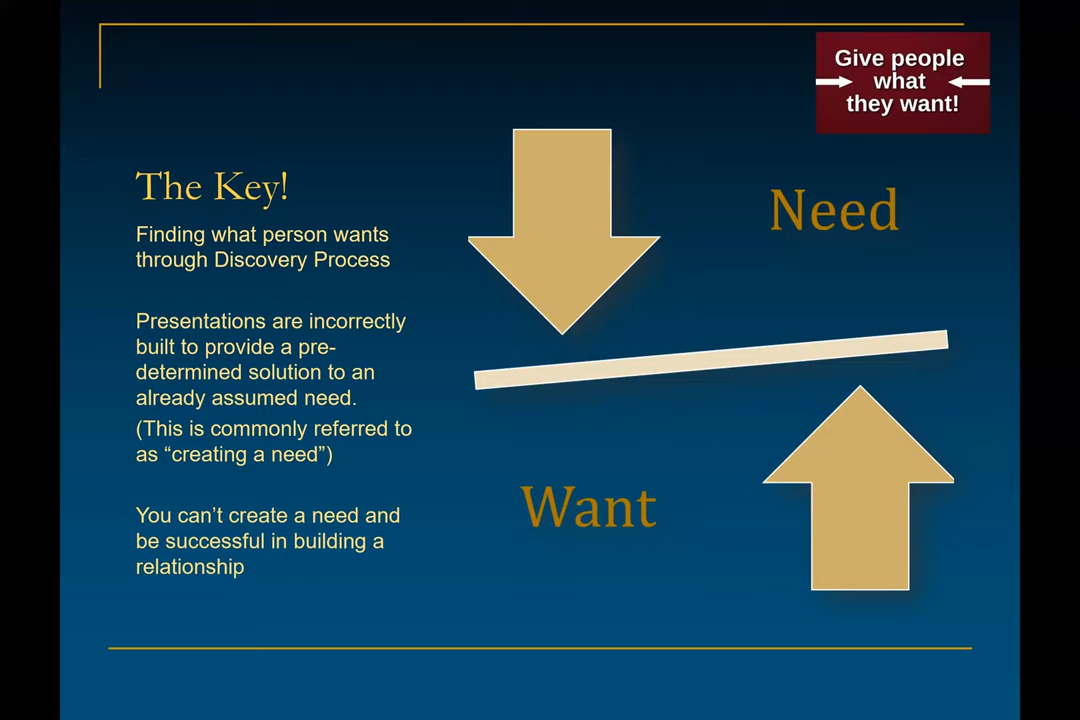 Give people
what
they want!
The Key!
Finding what person wants
through Discovery Process
Presentations are incorrectly
built to provide a pre-
determined solution to an
already assumed need.
(This is commonly referred to
as “creating a need”)
You can’t create a need and
be successful in building a
relationship
Need
Want